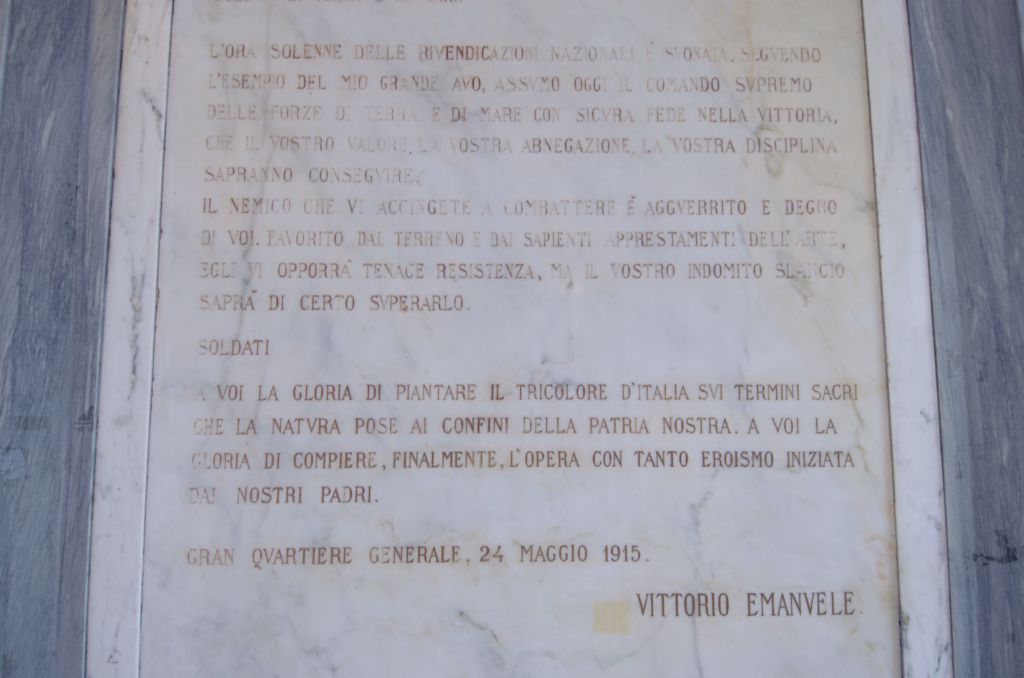 L'ORA SOLENNE DELLE RIVENDICAZIONI NAZIONALI É SVONATA. SEGVENDO
L'ESEMPIO DEL MIO GRANDE AVO, ASSVMO OGGI IL COMANDO SVPREMO
DELLE FORZE DI TERRA E DI MARE CON SICVRA FEDE NELLA VITTORIA,
CHE IL VOSTRO VALORE, LA VOSTRA ABNEGAZIONE, LA VOSTRA DISCIPLINA
SAPRANNO CONSEGVIRE.
IL NEMICO CHE VI ACCINGETE A COMBATTERE É AGGVERRITO E DEGNO
DI VOI. FAVORITO DAL TERRENO E DAI SAPIENTI APPRESTAMENTI DELL'ARTE,
EGLI VI OPPORRÁ TENACE RESISTENZA, MA IL VOSTRO INDOMITO SLANCIO
SAPRÁ DI CERTO SVPERARLO.
SOLDATI
A VOI LA GLORIA DI PIANTARE IL TRICOLORE D'ITALIA SVI TERMINI SACRI
CHE LA NATVRA POSE AI CONFINI DELLA PATRIA NOSTRA. A VOI LA
GLORIA DI COMPIERE, FINALMENTE, L'OPERA CON TANTO EROISMO INIZIATA
DAI NOSTRI PADRI.
GRAN QVARTIERE GENERALE, 24 MAGGIO 1915.
VITTORIO EMANVELE.